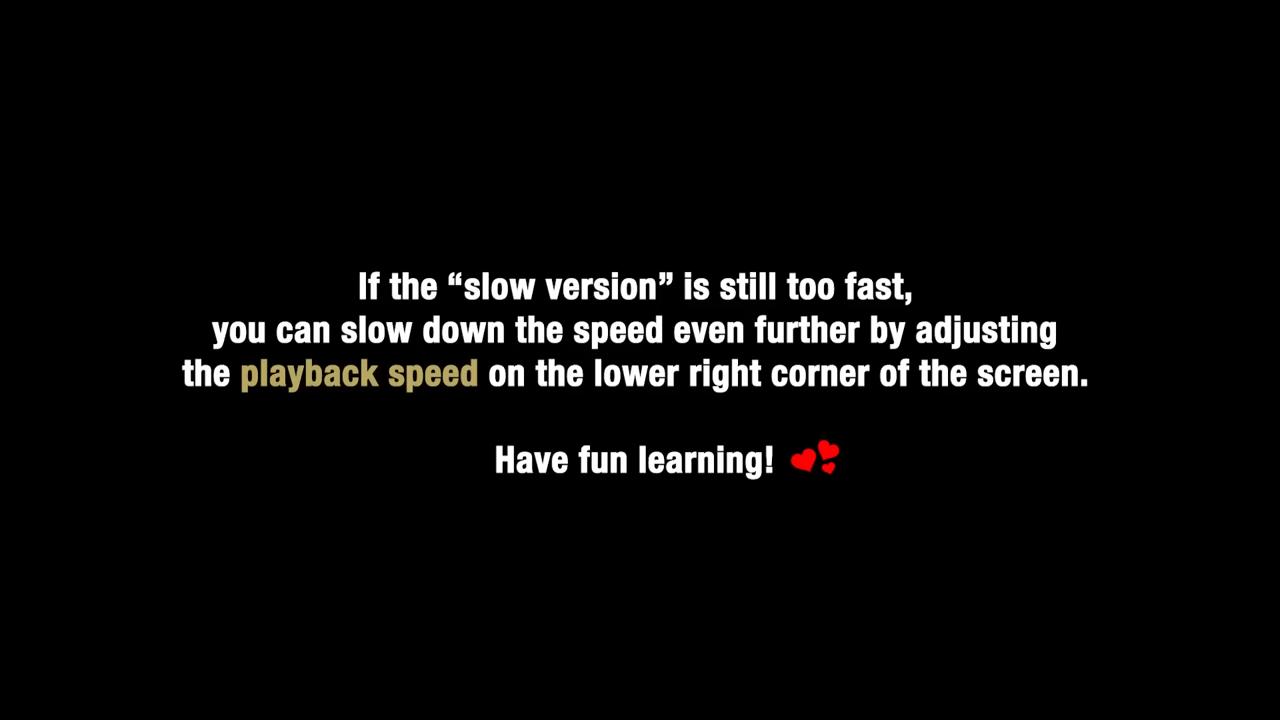 If the “slow version” is still too fast,
you can slow down the speed even further by adjusting
the playback speed on the lower right corner of the screen.
Have fun learning! 💕